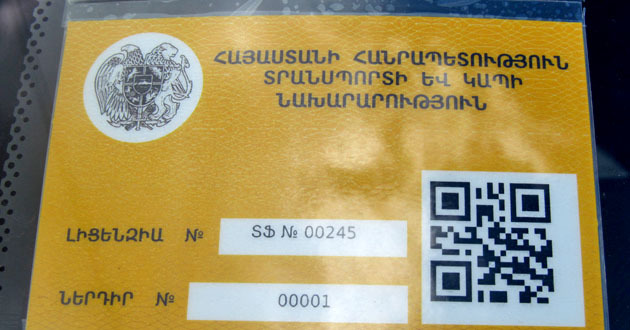 ՀԱՅԱՍՏԱՆԻ ՀԱՆՐԱՊԵՏՈՒԹՅՈՒՆ
ՏՐԱՆՍՊՈՐՏԻ ԵՎ ԿԱՊԻ
ՆԱԽԱՐԱՐՈՒԹՅՈՒՆ
ԼԻՑԵՆԶԻԱ № ՏՖ № 00245
ՆԵՐԴԻՐ № 00001